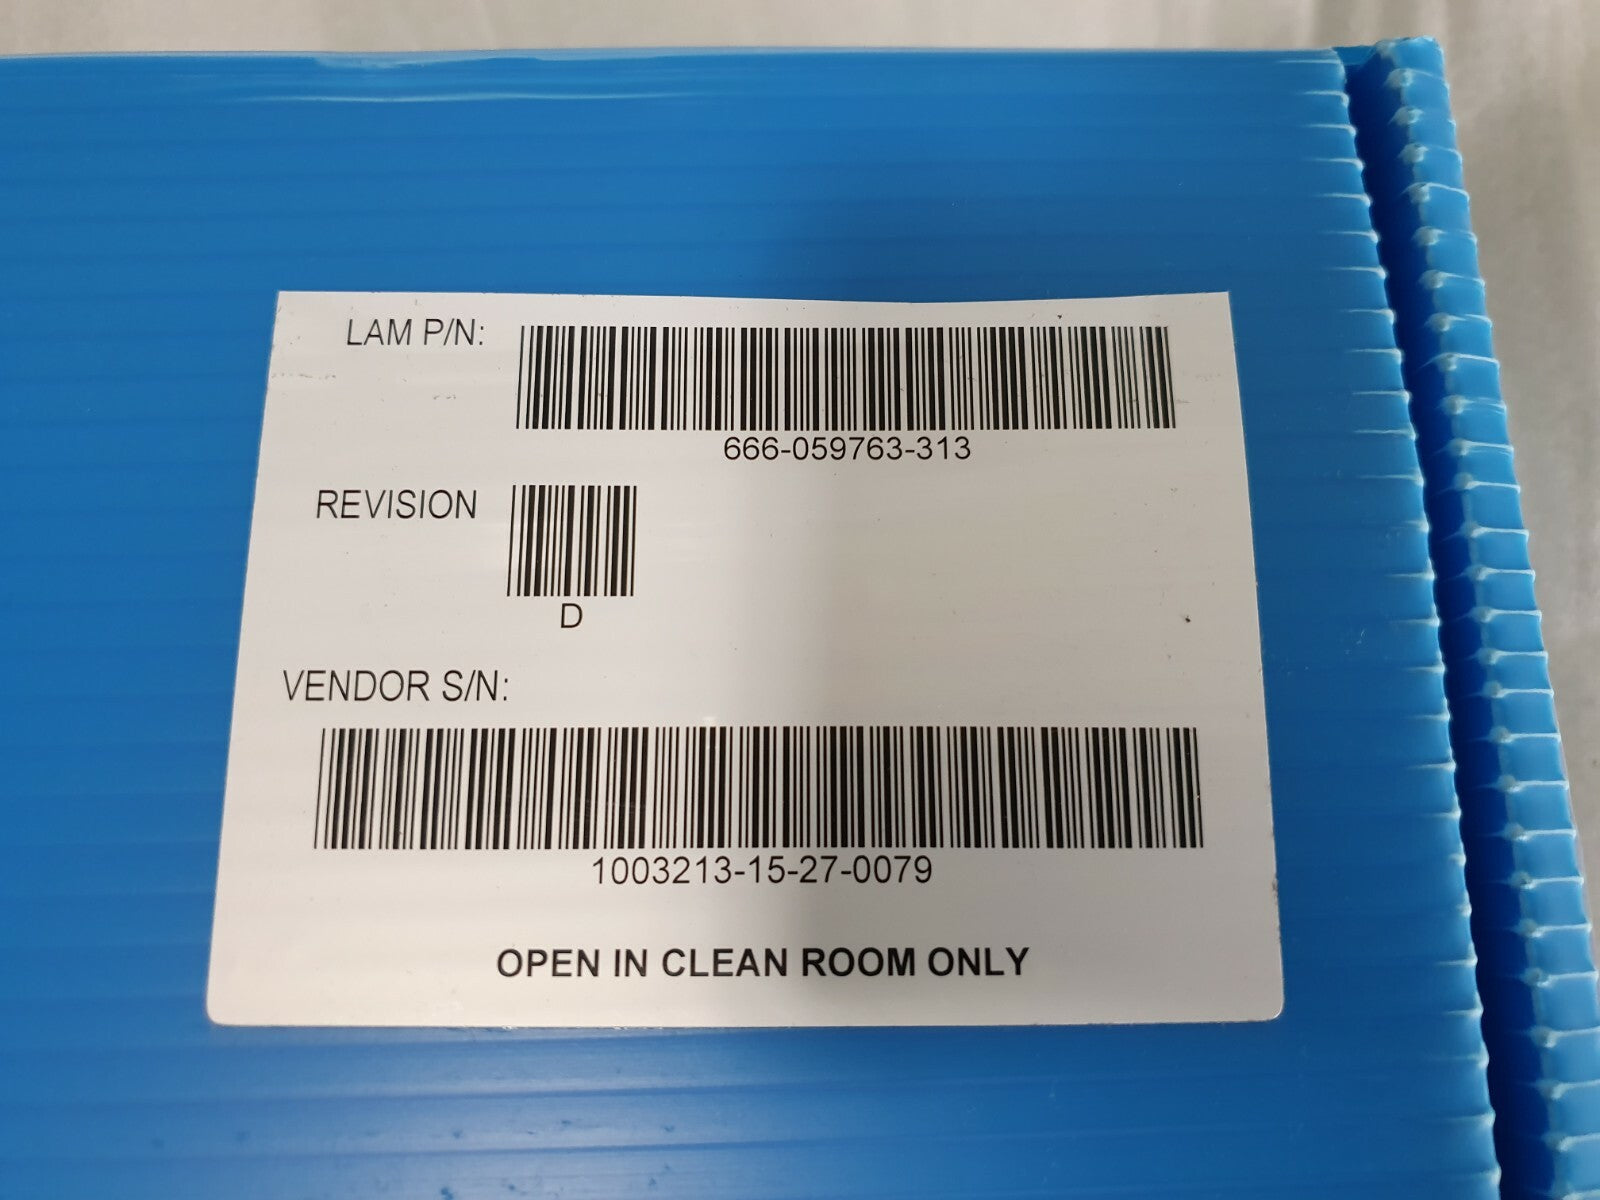 LAM P/N:
666-059763-313
REVISION
D
VENDOR S/N:
1003213-15-27-0079
OPEN IN CLEAN ROOM ONLY